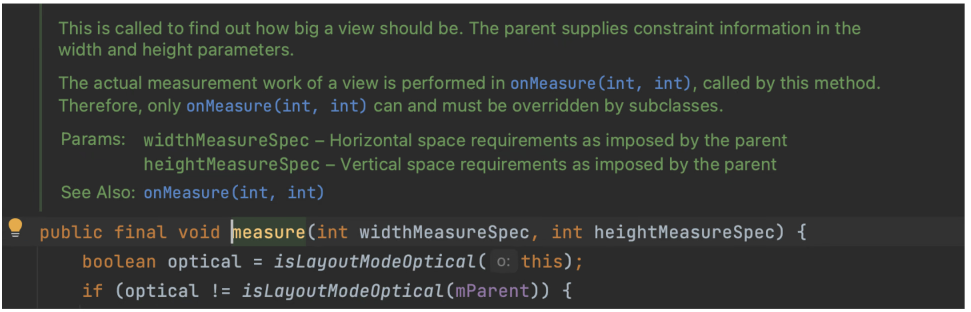 This is called to find out how big a view should be. The parent supplies constraint information in the
width and height parameters.
The actual measurement work of a view is performed in onMeasure(int, int), called by this method.
Therefore, only onMeasure(int, int) can and must be overridden by subclasses.
Params: widthMeasureSpec – Horizontal space requirements as imposed by the parent
heightMeasureSpec – Vertical space requirements as imposed by the parent
See Also: onMeasure(int, int)
public final void measure(int widthMeasureSpec, int heightMeasureSpec) {
boolean optical = isLayoutModeOptical( o: this);
if (optical != isLayoutModeOptical(mParent)) {